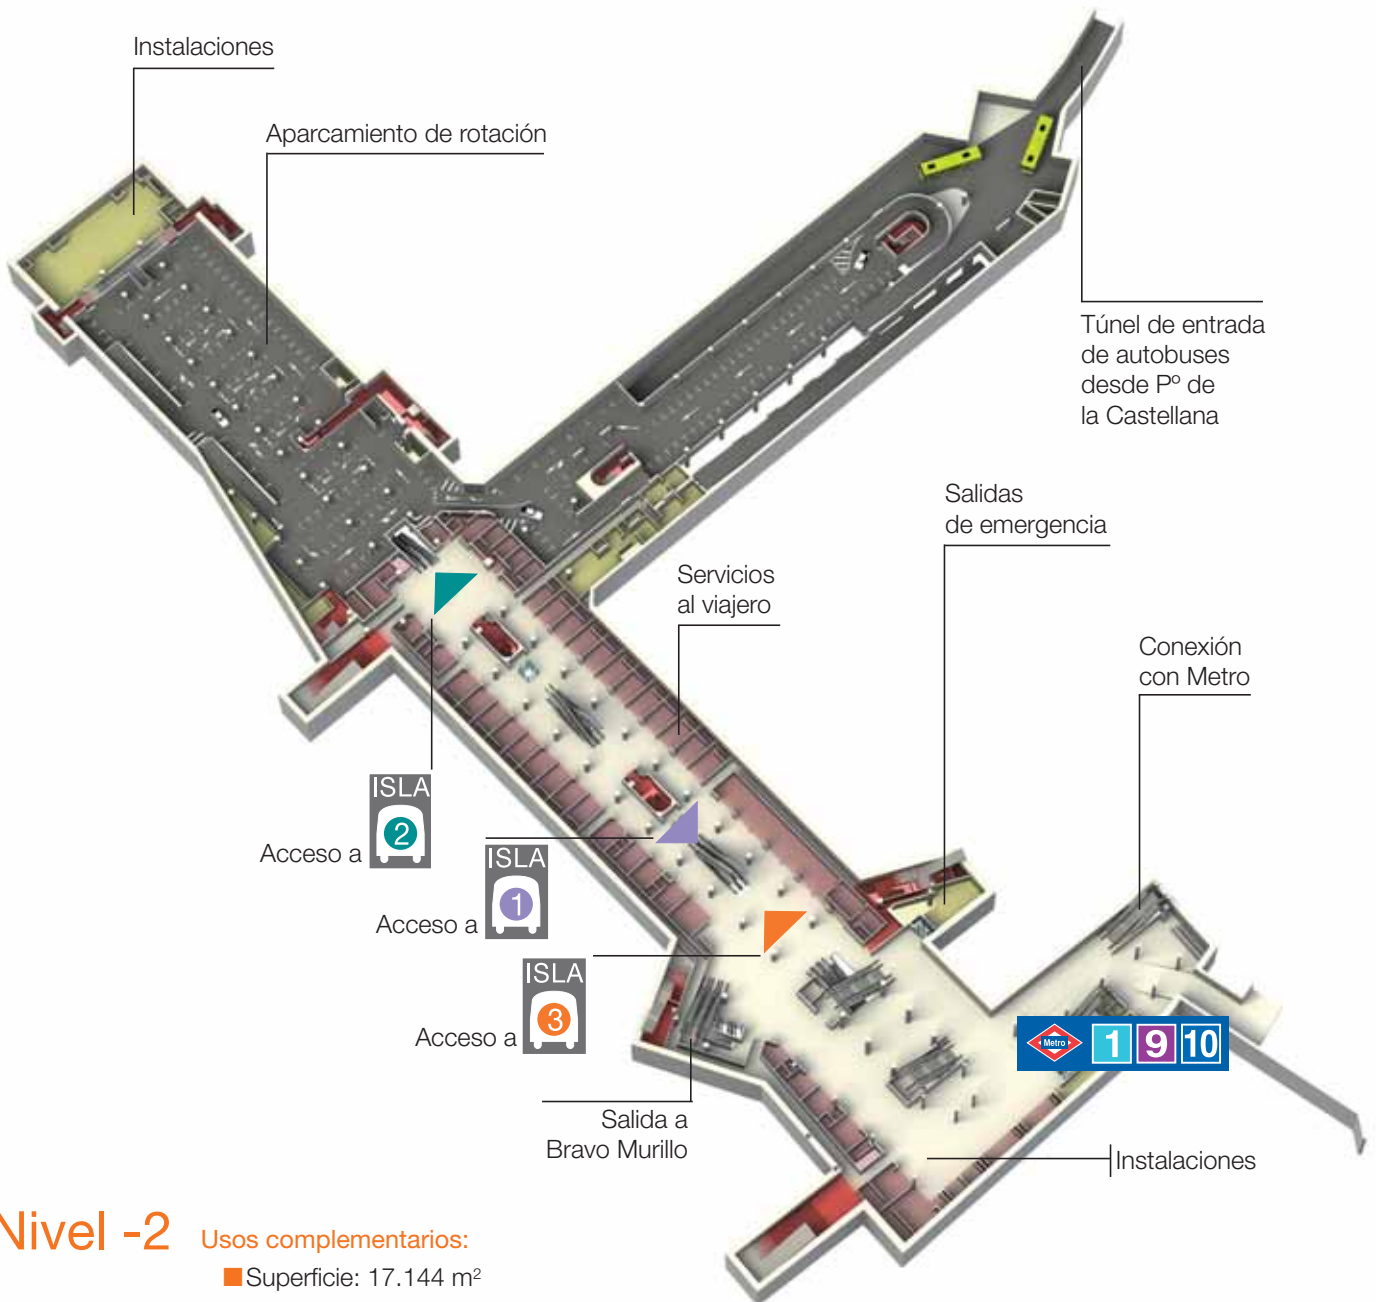 Instalaciones
Aparcamiento de rotación
Túnel de entrada
de autobuses
desde Pº de
la Castellana
Salidas
de emergencia
Servicios
al viajero
Conexión
con Metro
ISLA
2
Acceso a
ISLA
1
Acceso a
ISLA
3
Acceso a
Metro 1 9 10
Salida a
Bravo Murillo
Instalaciones
Nivel -2
Usos complementarios:
Superficie: 17.144 m²